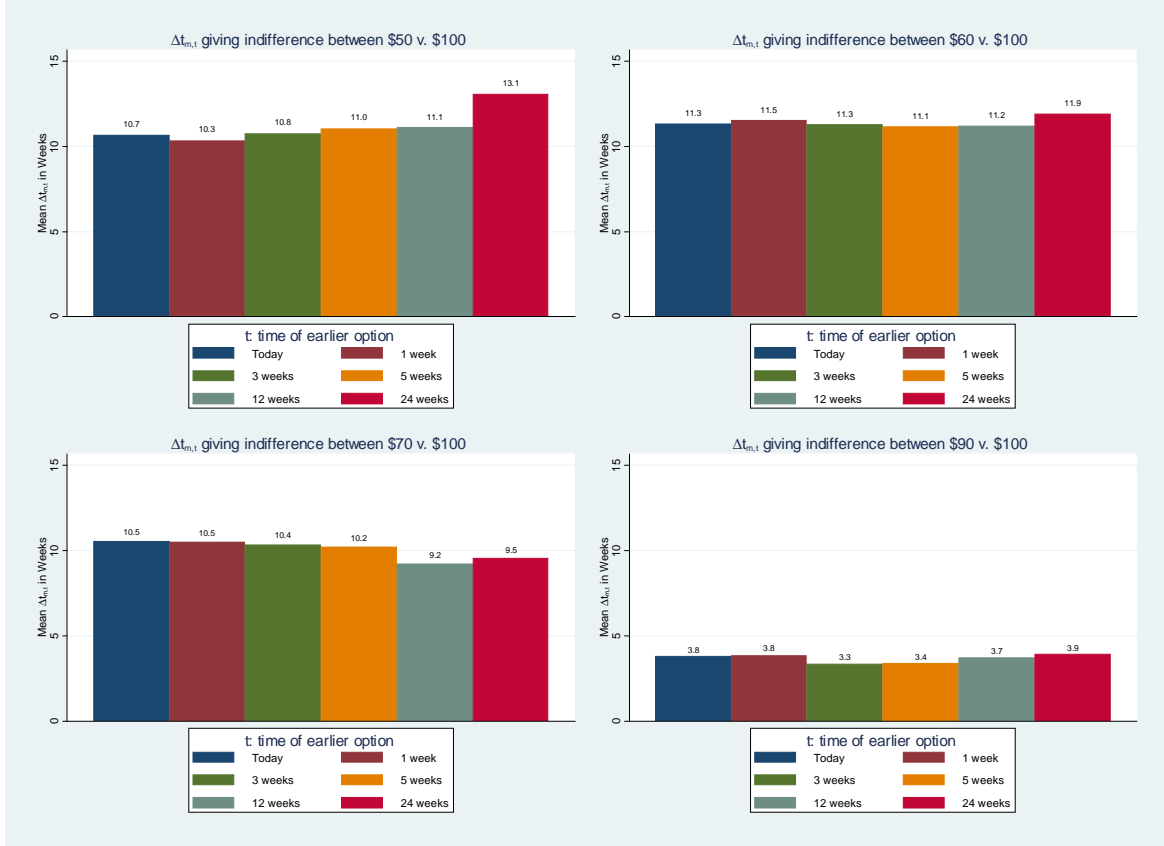 Δtm,t giving indifference between $50 v. $100
Mean Δtm,t in Weeks
15
10
5
0
10.7
10.3
10.8
11.0
11.1
13.1
t: time of earlier option
Today
1 week
3 weeks
5 weeks
12 weeks
24 weeks
Δtm,t giving indifference between $60 v. $100
Mean Δtm,t in Weeks
15
10
5
0
11.3
11.5
11.3
11.1
11.2
11.9
t: time of earlier option
Today
1 week
3 weeks
5 weeks
12 weeks
24 weeks
Δtm,t giving indifference between $70 v. $100
Mean Δtm,t in Weeks
15
10
5
0
10.5
10.5
10.4
10.2
9.2
9.5
t: time of earlier option
Today
1 week
3 weeks
5 weeks
12 weeks
24 weeks
Δtm,t giving indifference between $90 v. $100
Mean Δtm,t in Weeks
15
10
5
0
3.8
3.8
3.3
3.4
3.7
3.9
t: time of earlier option
Today
1 week
3 weeks
5 weeks
12 weeks
24 weeks